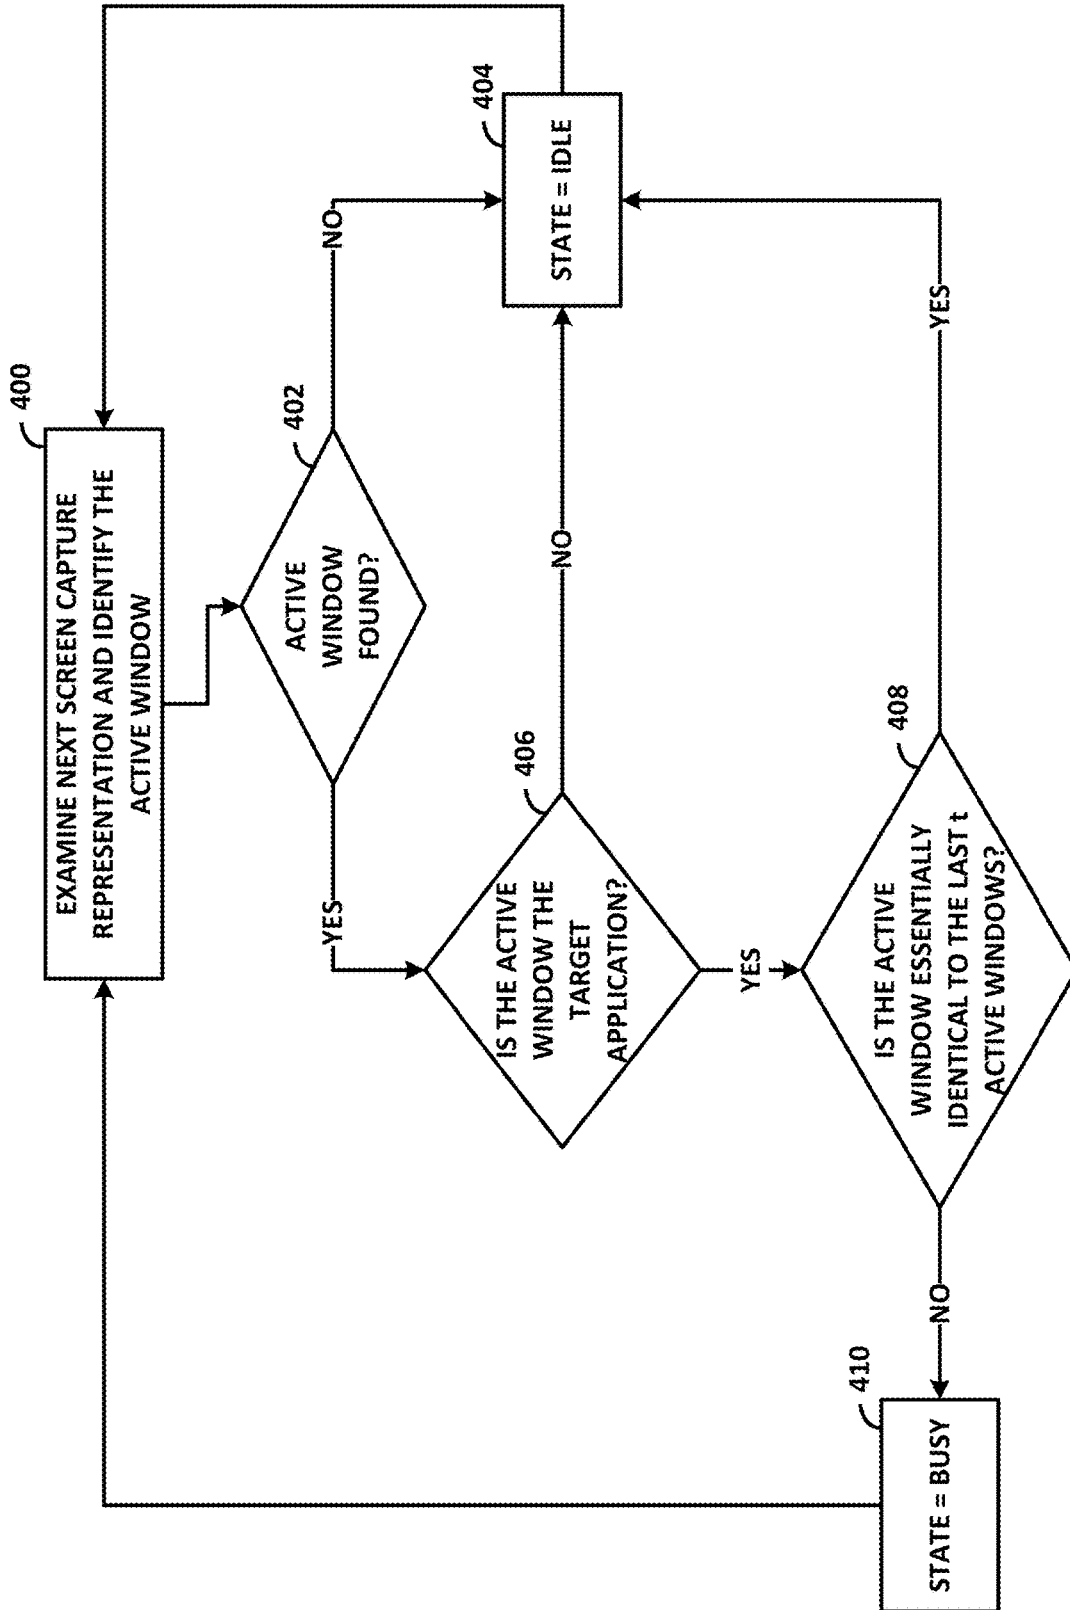 400
EXAMINE NEXT SCREEN CAPTURE
REPRESENTATION AND IDENTIFY THE
ACTIVE WINDOW
402
ACTIVE
WINDOW
FOUND?
NO
YES
404
STATE = IDLE
406
IS THE ACTIVE
WINDOW THE
TARGET
APPLICATION?
NO
YES
408
IS THE ACTIVE
WINDOW ESSENTIALLY
IDENTICAL TO THE LAST t
ACTIVE WINDOWS?
YES
NO
410
STATE = BUSY